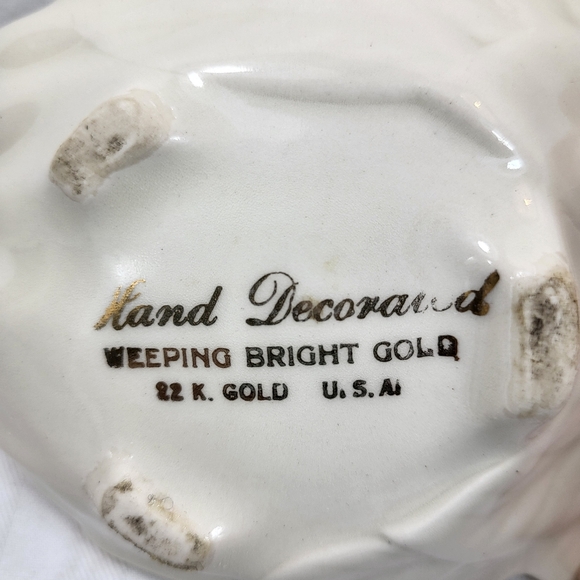 Hand Decorated
WEEPING BRIGHT GOLD
22 K. GOLD U.S.A.